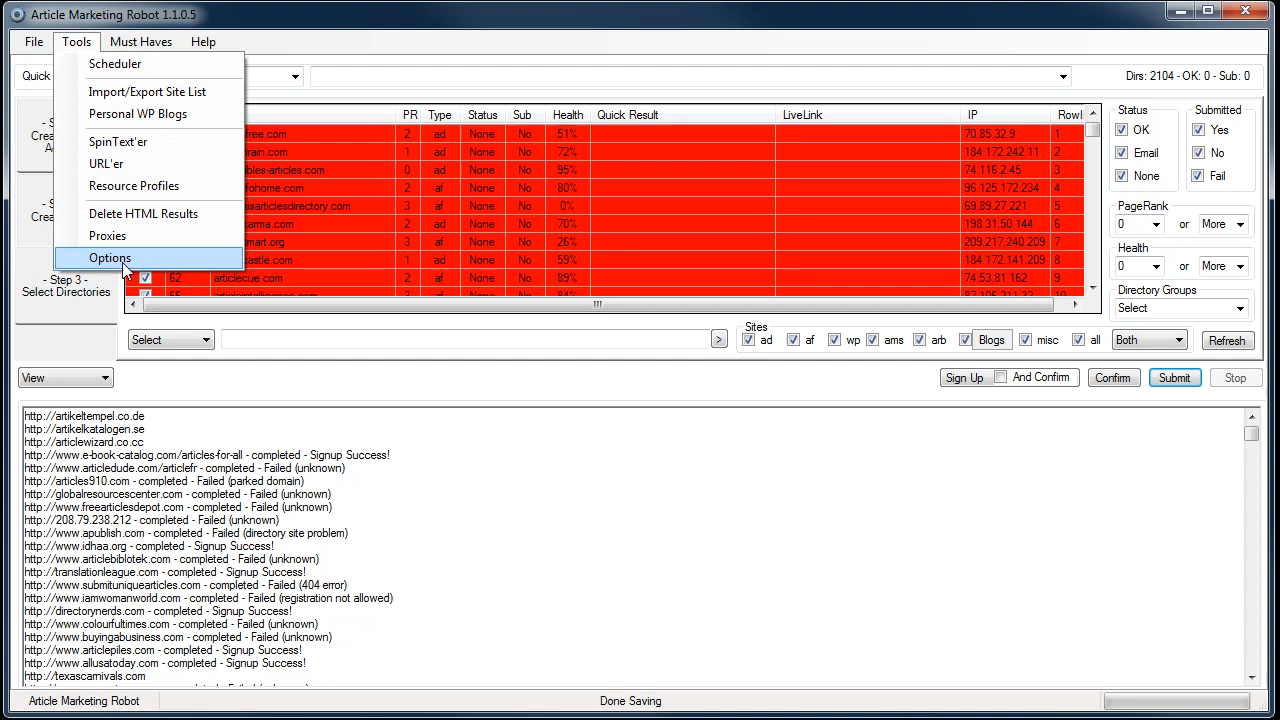 Article Marketing Robot 1.1.0.5
File Tools Must Haves Help
Scheduler
Import/Export Site List
Personal WP Blogs
SpinText'er
URL'er
Resource Profiles
Delete HTML Results
Proxies
Options
Quick
Dirs: 2104 - OK: 0 - Sub: 0
PR Type Status Sub Health Quick Result LiveLink IP RowI
free.com 2 ad None No 51% 70.85.32.9 1
rain.com 1 ad None No 72% 184.172.242.11 2
bles-articles.com 0 ad None No 95% 74.116.2.45 3
fohome.com 2 af None No 80% 96.125.172.234 4
isarticlesdirectory.com 3 af None No 0% 69.89.27.221 5
arma.com 2 ad None No 70% 198.31.50.144 6
mart.org 3 af None No 26% 209.217.240.209 7
castle.com 1 ad None No 59% 184.172.141.209 8
62 articlecue.com 2 af None No 89% 74.53.81.162 9
- Step 3 -
Select Directories
Status
OK
Email
None
Submitted
Yes
No
Fail
PageRank
0 or More
Health
0 or More
Directory Groups
Select
Select
>
Sites
ad af wp ams arb Blogs misc all Both Refresh
View
Sign Up And Confirm Confirm Submit Stop
http://artikeltempel.co.de
http://artikelkatalogen.se
http://articlewizard.co.cc
http://www.e-book-catalog.com/articles-for-all - completed - Signup Success!
http://www.articledude.com/articlefr - completed - Failed (unknown)
http://articles910.com - completed - Failed (parked domain)
http://globalresourcescenter.com - completed - Failed (unknown)
http://www.freearticlesdepot.com - completed - Failed (unknown)
http://208.79.238.212 - completed - Failed (unknown)
http://www.apublish.com - completed - Failed (directory site problem)
http://www.idhaa.org - completed - Signup Success!
http://www.articlebiblotek.com - completed - Failed (unknown)
http://translationleague.com - completed - Signup Success!
http://www.submituniquearticles.com - completed - Failed (404 error)
http://www.iamwomanworld.com - completed - Failed (registration not allowed)
http://directorynerds.com - completed - Signup Success!
http://www.colourfultimes.com - completed - Failed (unknown)
http://www.buyingabusiness.com - completed - Failed (unknown)
http://www.articlepiles.com - completed - Signup Success!
http://www.allusatoday.com - completed - Signup Success!
http://texascarnivals.com
Article Marketing Robot
Done Saving